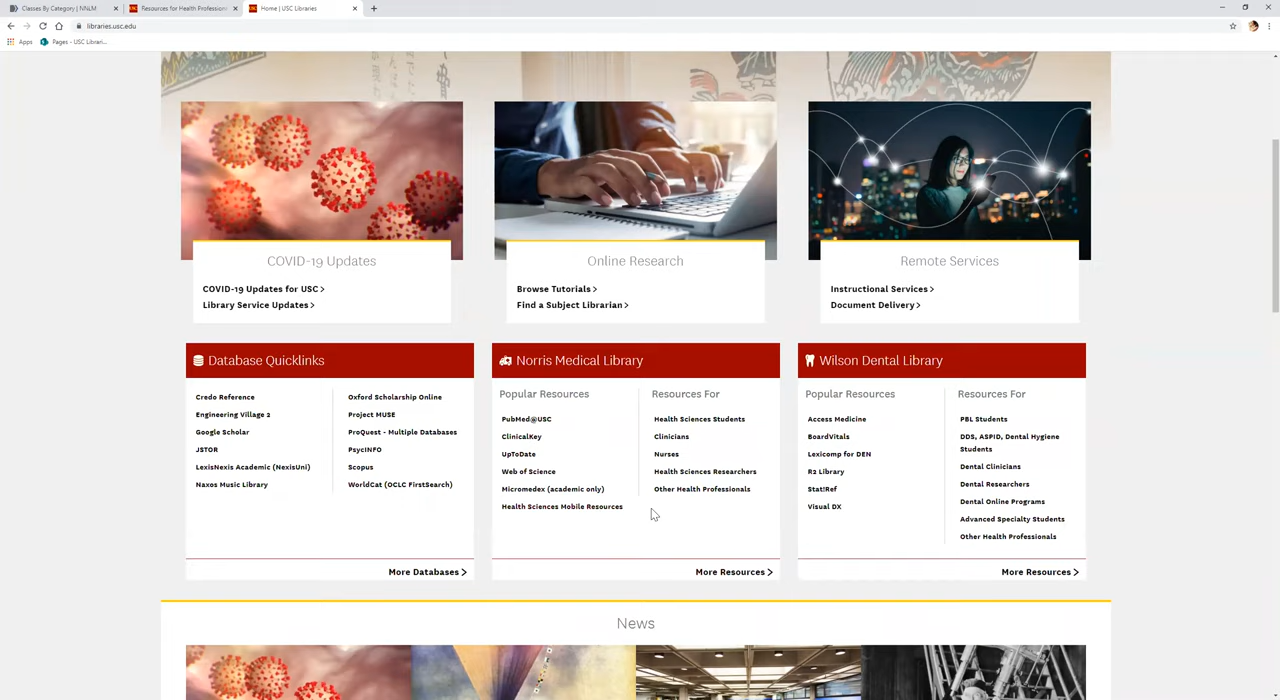 Classes By Category | NNLM
Resources for Health Profession
Home | USC Libraries
libraries.usc.edu
Apps
Pages - USC Librari...
COVID-19 Updates
COVID-19 Updates for USC >
Library Service Updates >
Online Research
Browse Tutorials >
Find a Subject Librarian >
Remote Services
Instructional Services >
Document Delivery >
Database Quicklinks
Credo Reference
Engineering Village 2
Google Scholar
JSTOR
LexisNexis Academic (NexisUni)
Naxos Music Library
Oxford Scholarship Online
Project MUSE
ProQuest - Multiple Databases
PsycINFO
Scopus
WorldCat (OCLC FirstSearch)
More Databases >
Norris Medical Library
Popular Resources
PubMed@USC
ClinicalKey
UpToDate
Web of Science
Micromedex (academic only)
Health Sciences Mobile Resources
Resources For
Health Sciences Students
Clinicians
Nurses
Health Sciences Researchers
Other Health Professionals
More Resources >
Wilson Dental Library
Popular Resources
Access Medicine
BoardVitals
Lexicomp for DEN
R2 Library
Stat!Ref
Visual DX
Resources For
PBL Students
DDS, ASPID, Dental Hygiene
Students
Dental Clinicians
Dental Researchers
Dental Online Programs
Advanced Specialty Students
Other Health Professionals
More Resources >
News